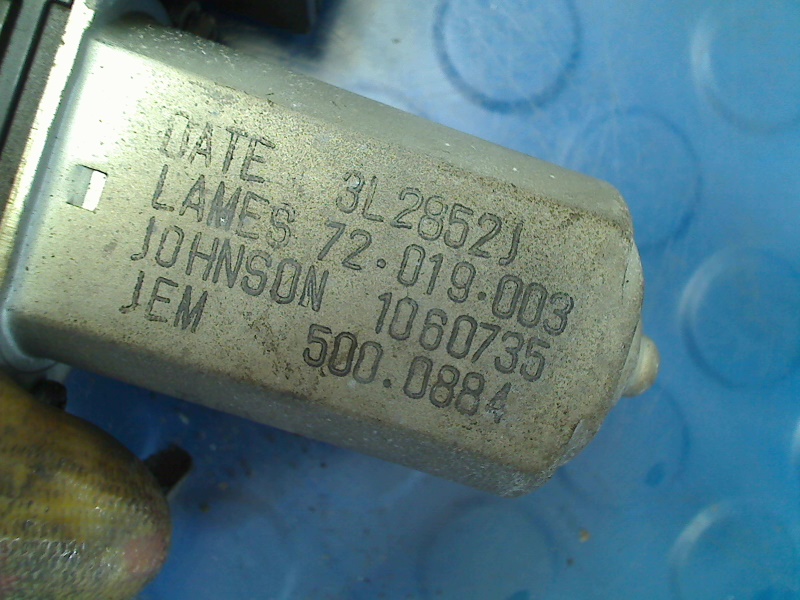 DATE 3L2852J
LAMES 72.019.003
JOHNSON 1060735
JEM 500.0884